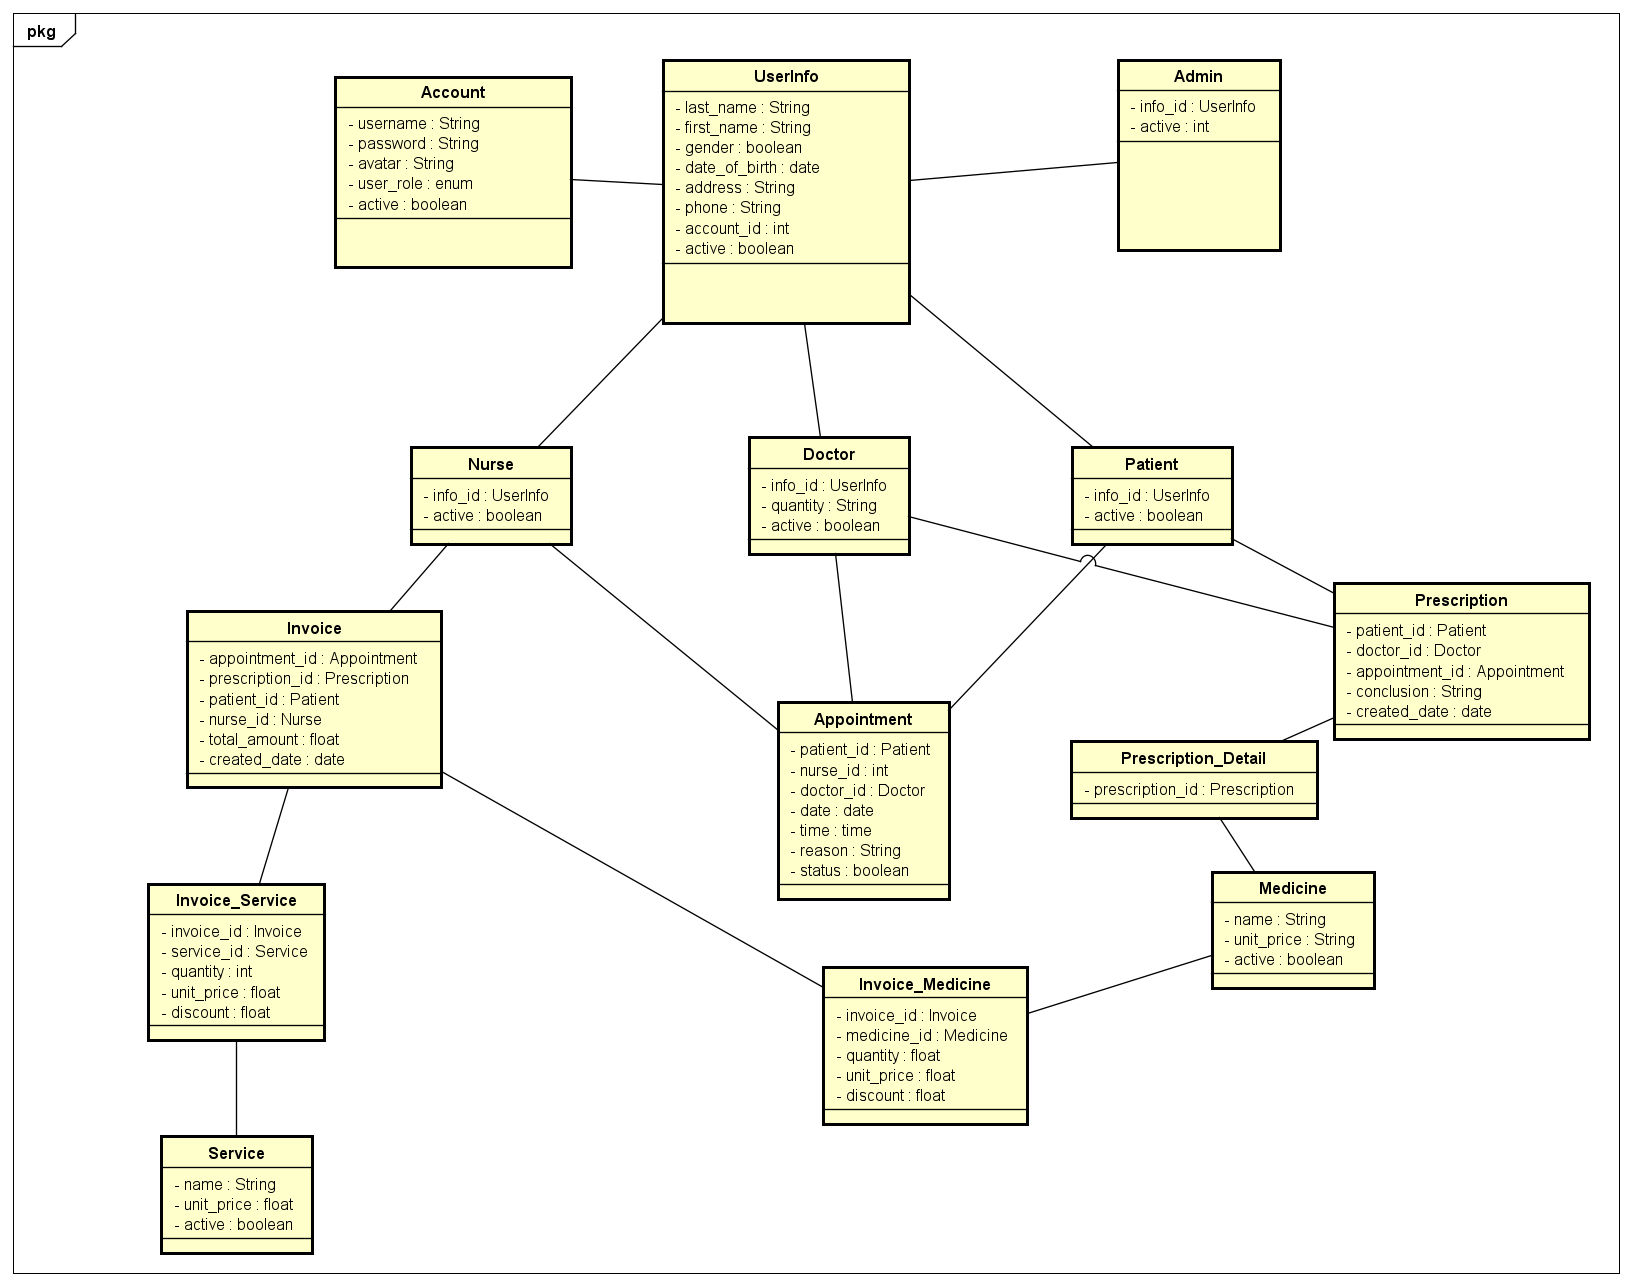 pkg
Account
- username : String
- password : String
- avatar : String
- user_role : enum
- active : boolean
UserInfo
- last_name : String
- first_name : String
- gender : boolean
- date_of_birth : date
- address : String
- phone : String
- account_id : int
- active : boolean
Admin
- info_id : UserInfo
- active : int
Nurse
- info_id : UserInfo
- active : boolean
Doctor
- info_id : UserInfo
- quantity : String
- active : boolean
Patient
- info_id : UserInfo
- active : boolean
Invoice
- appointment_id : Appointment
- prescription_id : Prescription
- patient_id : Patient
- nurse_id : Nurse
- total_amount : float
- created_date : date
Prescription
- patient_id : Patient
- doctor_id : Doctor
- appointment_id : Appointment
- conclusion : String
- created_date : date
Appointment
- patient_id : Patient
- nurse_id : int
- doctor_id : Doctor
- date : date
- time : time
- reason : String
- status : boolean
Prescription_Detail
- prescription_id : Prescription
Medicine
- name : String
- unit_price : String
- active : boolean
Invoice_Service
- invoice_id : Invoice
- service_id : Service
- quantity : int
- unit_price : float
- discount : float
Invoice_Medicine
- invoice_id : Invoice
- medicine_id : Medicine
- quantity : float
- unit_price : float
- discount : float
Service
- name : String
- unit_price : float
- active : boolean